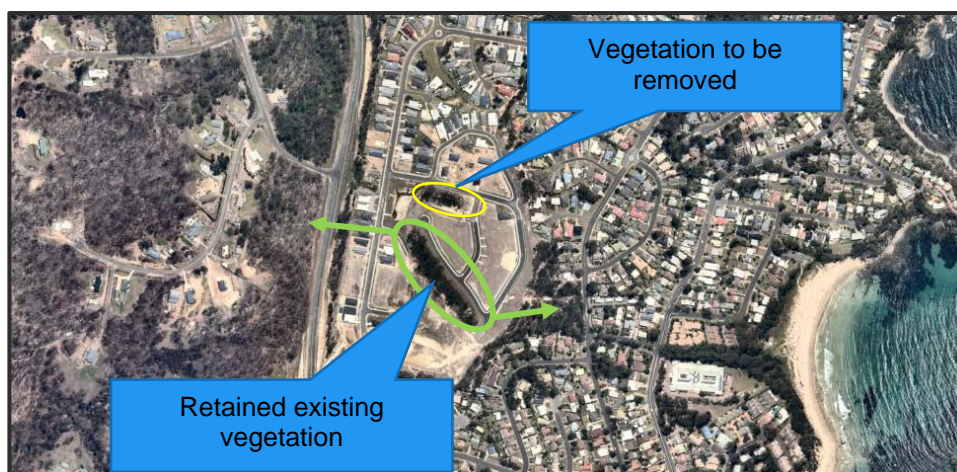 Vegetation to be
removed
Retained existing
vegetation